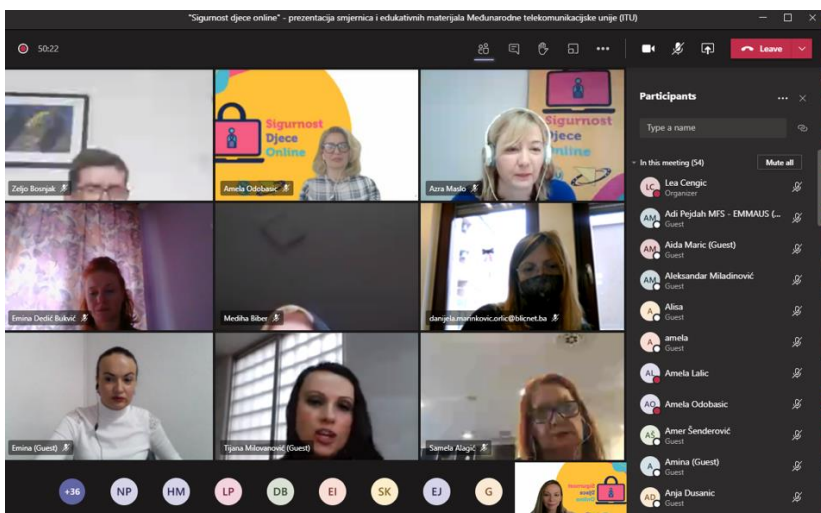 "Sigurnost djece online" - prezentacija smjernica i edukativnih materijala Međunarodne telekomunikacijske unije (ITU)
50:22
Leave
Sigurnost
Djece
Online
Sigurnost
Djece
Online
Zeljo Bosnjak
Amela Odobasic
Azra Maslo
Emina Dedić Bukvić
Mediha Biber
danijela.marinkovic.orlic@blicnet.ba
Emina (Guest)
Tijana Milovanović (Guest)
Samela Alagić
+36
NP
HM
LP
DB
EI
SK
EJ
G
Sigurnost
Djece
Online
Participants
Type a name
In this meeting (54)
Mute all
LC
Lea Cengic
Organizer
AM
Adi Pejdah MFS - EMMAUS (...
Guest
AM
Aida Maric (Guest)
Guest
AM
Aleksandar Miladinović
Guest
A
Alisa
Guest
A
amela
Guest
AL
Amela Lalic
AO
Amela Odobasic
AŠ
Amer Šenderović
Guest
A
Amina (Guest)
Guest
AD
Anja Dusanic
Guest